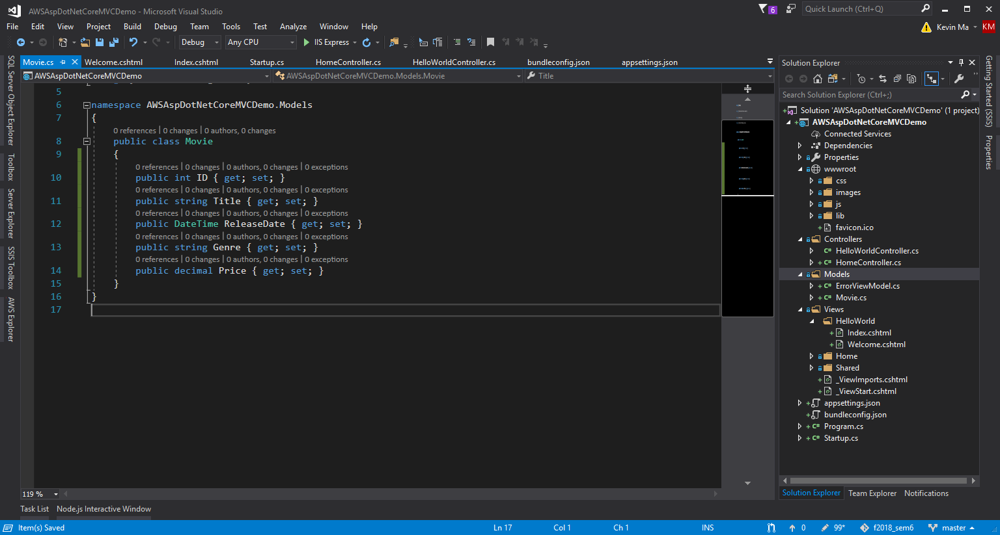 AWSAspDotNetCoreMVCDemo - Microsoft Visual Studio
6
Quick Launch (Ctrl+Q)
File Edit View Project Build Debug Team Tools Test Analyze Window Help
Kevin Ma KM
Debug Any CPU IIS Express
Movie.cs Welcome.cshtml Index.cshtml Startup.cs HomeController.cs HelloWorldController.cs bundleconfig.json appsettings.json
AWSAspDotNetCoreMVCDemo AWSAspDotNetCoreMVCDemo.Models.Movie Title
SQL Server Object Explorer
Toolbox
Server Explorer
SSIS Toolbox
AWS Explorer
5
6 namespace AWSAspDotNetCoreMVCDemo.Models
7 {
0 references | 0 changes | 0 authors, 0 changes
8 public class Movie
9 {
0 references | 0 changes | 0 authors, 0 changes | 0 exceptions
10 public int ID { get; set; }
0 references | 0 changes | 0 authors, 0 changes | 0 exceptions
11 public string Title { get; set; }
0 references | 0 changes | 0 authors, 0 changes | 0 exceptions
12 public DateTime ReleaseDate { get; set; }
0 references | 0 changes | 0 authors, 0 changes | 0 exceptions
13 public string Genre { get; set; }
0 references | 0 changes | 0 authors, 0 changes | 0 exceptions
14 public decimal Price { get; set; }
15 }
16 }
17
119 %
Solution Explorer
Search Solution Explorer (Ctrl+;)
Solution 'AWSAspDotNetCoreMVCDemo' (1 project)
AWSAspDotNetCoreMVCDemo
Connected Services
Dependencies
Properties
wwwroot
css
images
js
lib
favicon.ico
Controllers
C# HelloWorldController.cs
C# HomeController.cs
Models
C# ErrorViewModel.cs
C# Movie.cs
Views
HelloWorld
Index.cshtml
Welcome.cshtml
Home
Shared
_ViewImports.cshtml
_ViewStart.cshtml
appsettings.json
bundleconfig.json
C# Program.cs
C# Startup.cs
Solution Explorer Team Explorer Notifications
Getting Started (SSIS)
Properties
Task List Node.js Interactive Window
Item(s) Saved Ln 17 Col 1 Ch 1 INS 0 99* f2018_sem6 master